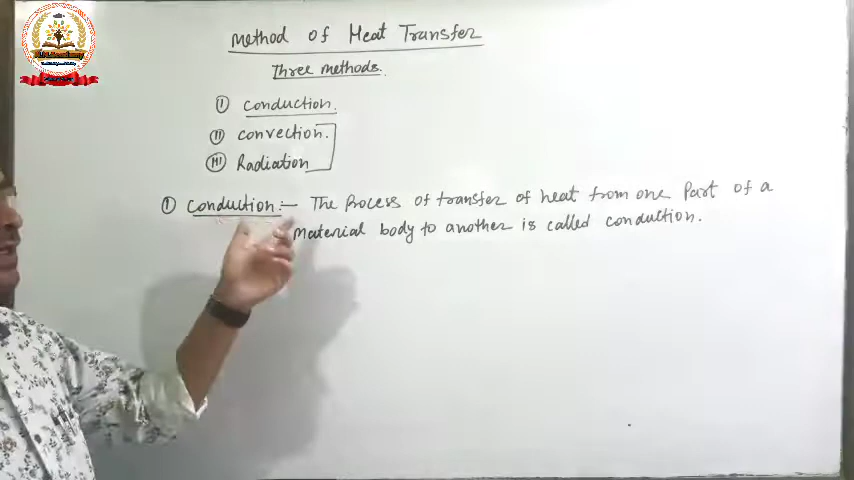 Method of Heat Transfer
Three methods.
(I) Conduction.
(II) Convection.
(III) Radiation
(I) Conduction:- The Process of transfer of heat from one Part of a
material body to another is called conduction.